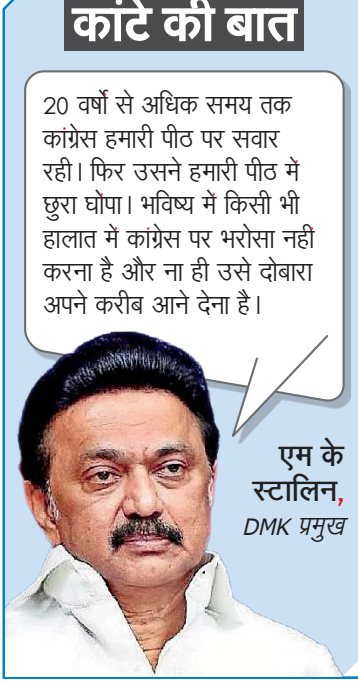 कांटे की बात
20 वर्षों से अधिक समय तक
कांग्रेस हमारी पीठ पर सवार
रही। फिर उसने हमारी पीठ में
छुरा घोंपा। भविष्य में किसी भी
हालात में कांग्रेस पर भरोसा नहीं
करना है और ना ही उसे दोबारा
अपने करीब आने देना है।
एम के
स्टालिन,
DMK प्रमुख